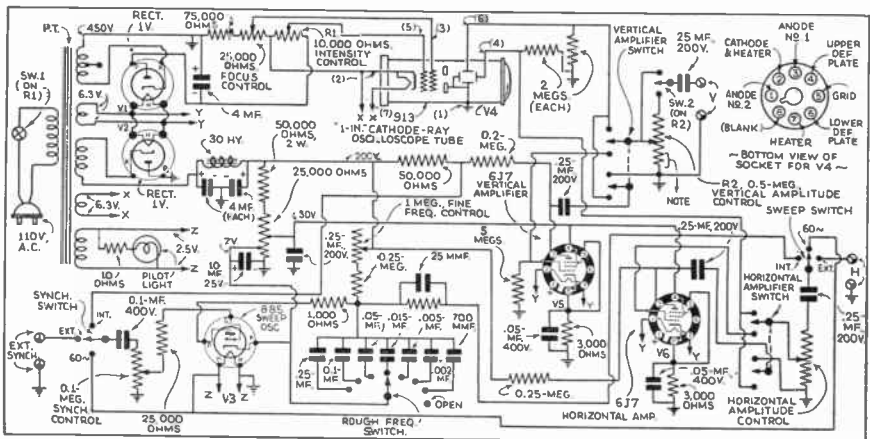 P.T.
450V.
RECT.
1V.
75,000
OHMS
R1
10,000 OHMS,
INTENSITY
CONTROL
25,000
OHMS
FOCUS
CONTROL
(5)
(3)
(6)
(4)
(2)
(7)
(1)
913
V4
1-IN. CATHODE-RAY
OSCILLOSCOPE TUBE
2
MEGS.
(EACH)
VERTICAL
AMPLIFIER
SWITCH
.25-
MF.
200V.
SW.2
(ON
R2)
V
CATHODE
& HEATER
ANODE
NO. 1
UPPER
DEF.
PLATE
ANODE
NO. 2
GRID
(BLANK)
HEATER
LOWER
DEF.
PLATE
1
2
3
4
5
6
7
8
~BOTTOM VIEW OF
SOCKET FOR V4~
SW.1
(ON
R1)
6.3V.
V1
V2
Y
Y
4 MF.
X
X
RECT.
1V.
30 HY.
4 MF.
(EACH)
50,000
OHMS,
2 W.
200V.
50,000
OHMS
0.2-
MEG.
6J7
VERTICAL
AMPLIFIER
.25
MF.
200V.
NOTE
R2, 0.5-MEG.,
VERTICAL AMPLITUDE
CONTROL
110V.,
A.C.
6.3V.
X
X
25,000 OHMS
30V.
7V.
10
MF.
25V.
1 MEG., FINE
FREQ. CONTROL
.25-
MF.,
200V.
0.25-
MEG.
25 MMF.
5
MEGS.
Y
Y
V5
.25-MF., 200V.
SWEEP SWITCH
60~
INT.
EXT.
H
HORIZONTAL
AMPLIFIER
SWITCH
.25-
MF.
200V.
Z
2.5V.
Z
10
OHMS
PILOT
LIGHT
SYNCH.
SWITCH
0.1-MF.
400V.
INT.
EXT.
60~
EXT.
SYNCH.
0.1-
MEG.
SYNCH.
CONTROL
25,000
OHMS
885
SWEEP
OSC.
Z
V3
Z
1,000
OHMS
.25-
MF.
0.1-
MF.
.05-
MF.
.015-
MF.
.005-
MF.
.002
MF.
700
MMF.
OPEN
ROUGH FREQ.
SWITCH.
.05-
MF.
400V.
3,000
OHMS
0.25-MEG.
Y
Y
V6
6J7
HORIZONTAL AMP.
.05-MF.
400V.
3,000
OHMS
HORIZONTAL
AMPLITUDE
CONTROL